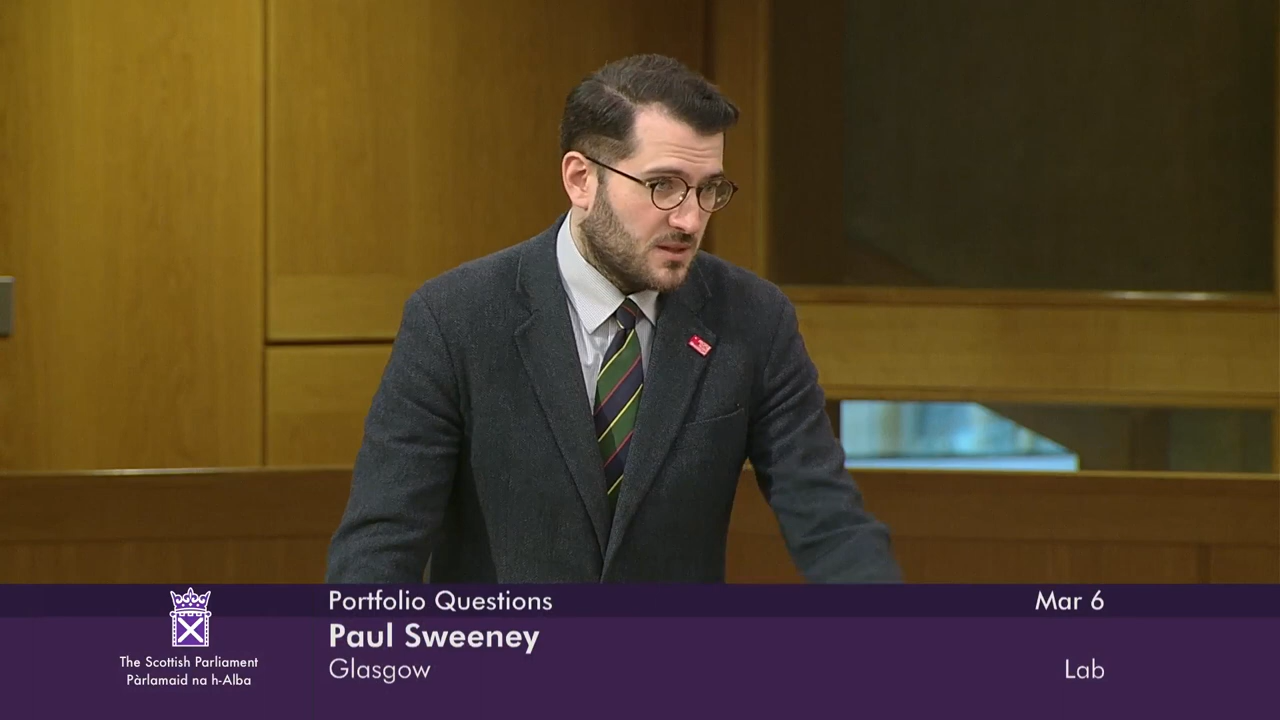 Portfolio Questions
Mar 6
Paul Sweeney
Glasgow
Lab
The Scottish Parliament
Pàrlamaid na h-Alba